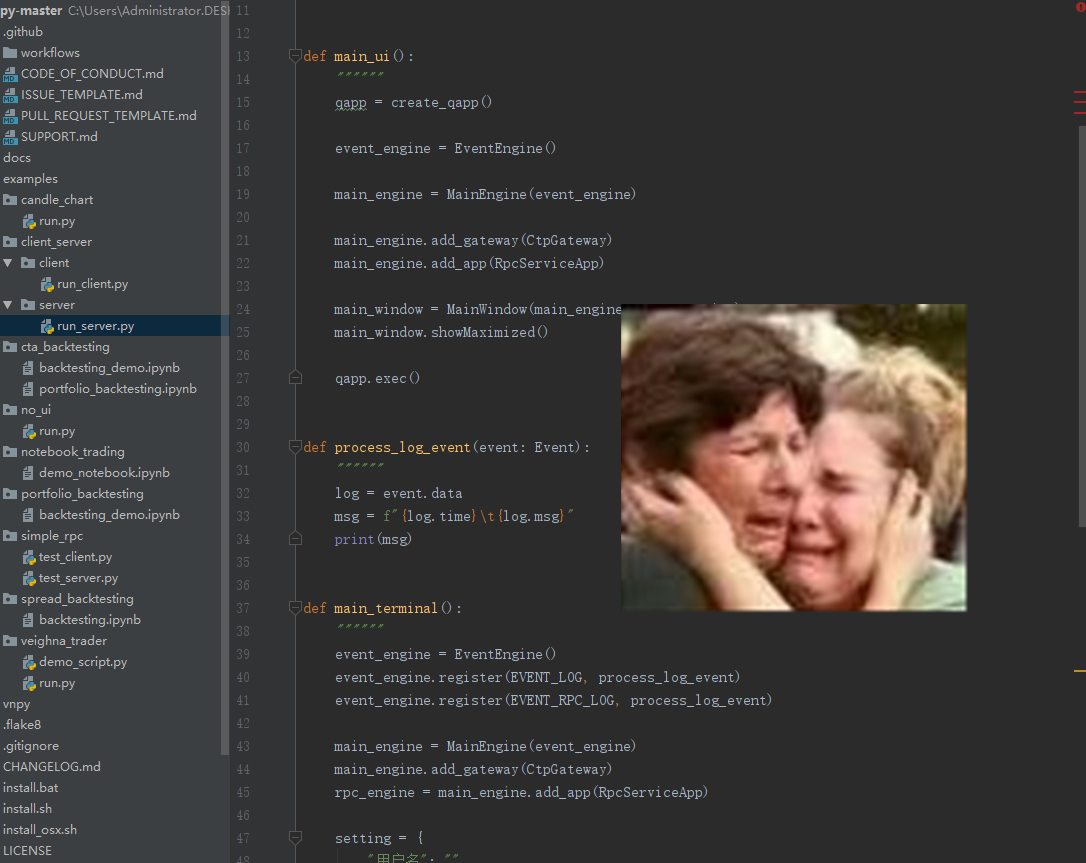 py-master C:\Users\Administrator.DES
.github
workflows
CODE_OF_CONDUCT.md
ISSUE_TEMPLATE.md
PULL_REQUEST_TEMPLATE.md
SUPPORT.md
docs
examples
candle_chart
run.py
client_server
client
run_client.py
server
run_server.py
cta_backtesting
backtesting_demo.ipynb
portfolio_backtesting.ipynb
no_ui
run.py
notebook_trading
demo_notebook.ipynb
portfolio_backtesting
backtesting_demo.ipynb
simple_rpc
test_client.py
test_server.py
spread_backtesting
backtesting.ipynb
veighna_trader
demo_script.py
run.py
vnpy
.flake8
.gitignore
CHANGELOG.md
install.bat
install.sh
install_osx.sh
LICENSE
11
12
13 def main_ui():
14 """"""
15 qapp = create_qapp()
16
17 event_engine = EventEngine()
18
19 main_engine = MainEngine(event_engine)
20
21 main_engine.add_gateway(CtpGateway)
22 main_engine.add_app(RpcServiceApp)
23
24 main_window = MainWindow(main_engine
25 main_window.showMaximized()
26
27 qapp.exec()
28
29
30 def process_log_event(event: Event):
31 """"""
32 log = event.data
33 msg = f"{log.time}\t{log.msg}"
34 print(msg)
35
36
37 def main_terminal():
38 """"""
39 event_engine = EventEngine()
40 event_engine.register(EVENT_LOG, process_log_event)
41 event_engine.register(EVENT_RPC_LOG, process_log_event)
42
43 main_engine = MainEngine(event_engine)
44 main_engine.add_gateway(CtpGateway)
45 rpc_engine = main_engine.add_app(RpcServiceApp)
46
47 setting = {
48 "用户名": ""